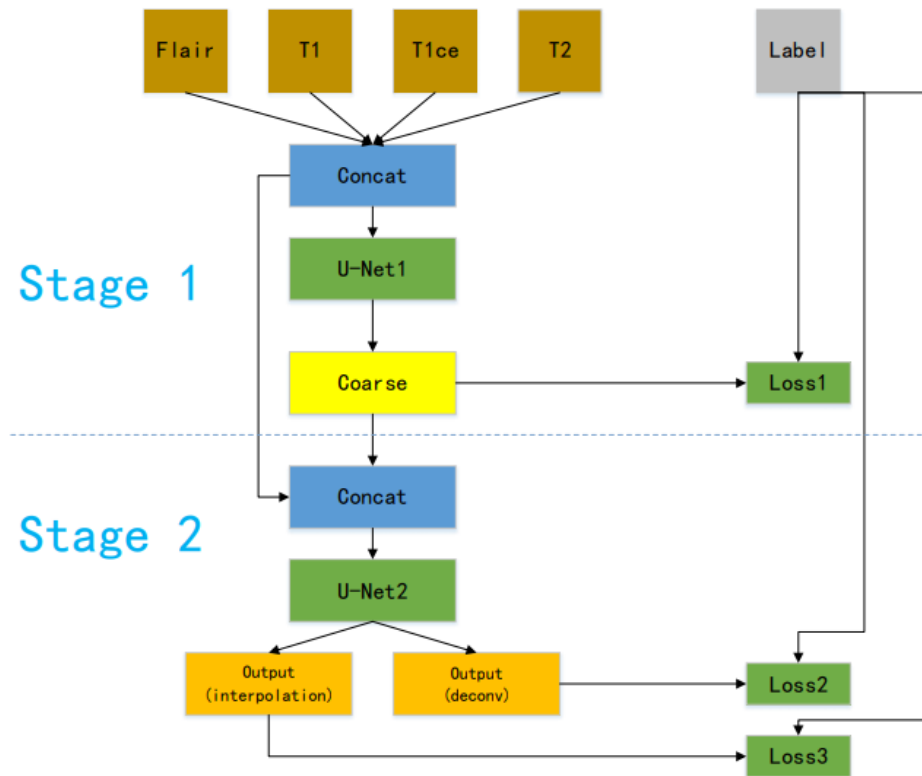 Flair
T1
T1ce
T2
Label
Concat
U-Net1
Stage 1
Coarse
Loss1
Concat
Stage 2
U-Net2
Output
(interpolation)
Output
(deconv)
Loss2
Loss3